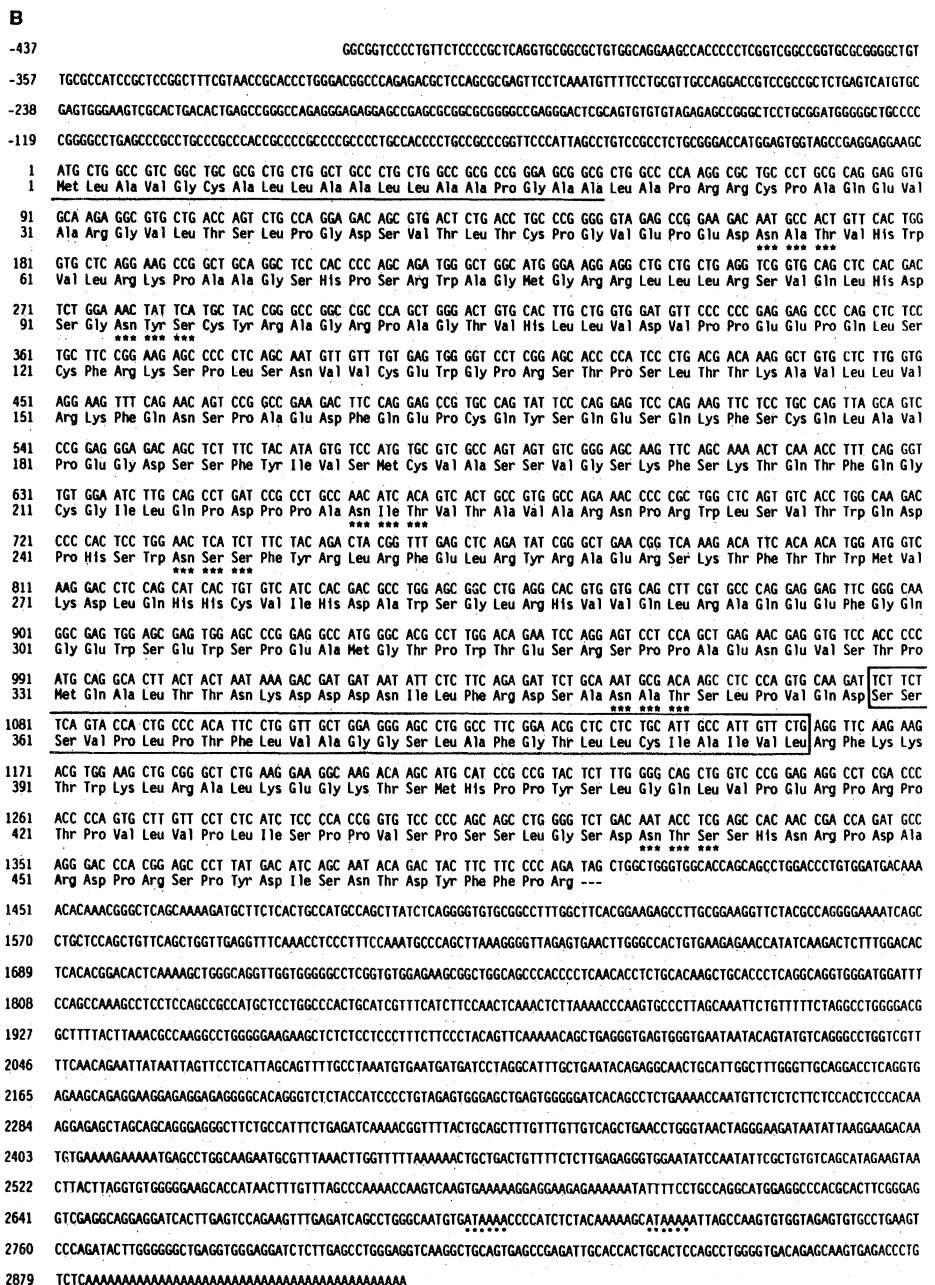 B
-437 GGCGGTCCCCTGTTCTCCCCGCTCAGGTGCGGCGCTGTGGCAGGAAGCCACCCCCTCGGTCGGCCGGTGCGCGGGGCTGT
-357 TGCGCCATCCGCTCCGGCTTTCGTAACCGCACCCTGGGACGGCCCAGAGACGCTCCAGCGCGAGTTCCTCAAATGTTTTCCTGCGTTGCCAGGACCGTCCGCCGCTCTGAGTCATGTGC
-238 GAGTGGGAAGTCGCACTGACACTGAGCCGGGCCAGAGGGAGAGGAGCCGAGCGCGGCGCGGGGCCGAGGGACTCGCAGTGTGTGTAGAGAGCCGGGCTCCTGCGGATGGGGGCTGCCCC
-119 CGGGGCCTGAGCCCGCCTGCCCGCCCACCGCCCCGCCCCGCCCCTGCCACCCCTGCCGCCCGGTTCCCATTAGCCTGTCCGCCTCTGCGGGACCATGGAGTGGTAGCCGAGGAGGAAGC
1 ATG CTG GCC GTC GGC TGC GCG CTG CTG GCT GCC CTG CTG GCC GCG CCG GGA GCG GCG CTG GCC CCA AGG CGC TGC CCT GCG CAG GAG GTG
1 Met Leu Ala Val Gly Cys Ala Leu Leu Ala Ala Leu Leu Ala Ala Pro Gly Ala Ala Leu Ala Pro Arg Arg Cys Pro Ala Gln Glu Val
91 GCA AGA GGC GTG CTG ACC AGT CTG CCA GGA GAC AGC GTG ACT CTG ACC TGC CCG GGG GTA GAG CCG GAA GAC AAT GCC ACT GTT CAC TGG
31 Ala Arg Gly Val Leu Thr Ser Leu Pro Gly Asp Ser Val Thr Leu Thr Cys Pro Gly Val Glu Pro Glu Asp Asn Ala Thr Val His Trp
*** *** ***
181 GTG CTC AGG AAG CCG GCT GCA GGC TCC CAC CCC AGC AGA TGG GCT GGC ATG GGA AGG AGG CTG CTG CTG AGG TCG GTG CAG CTC CAC GAC
61 Val Leu Arg Lys Pro Ala Ala Gly Ser His Pro Ser Arg Trp Ala Gly Met Gly Arg Arg Leu Leu Leu Arg Ser Val Gln Leu His Asp
271 TCT GGA AAC TAT TCA TGC TAC CGG GCC GGC CGC CCA GCT GGG ACT GTG CAC TTG CTG GTG GAT GTT CCC CCC GAG GAG CCC CAG CTC TCC
91 Ser Gly Asn Tyr Ser Cys Tyr Arg Ala Gly Arg Pro Ala Gly Thr Val His Leu Leu Val Asp Val Pro Pro Glu Glu Pro Gln Leu Ser
*** *** ***
361 TGC TTC CGG AAG AGC CCC CTC AGC AAT GTT GTT TGT GAG TGG GGT CCT CGG AGC ACC CCA TCC CTG ACG ACA AAG GCT GTG CTC TTG GTG
121 Cys Phe Arg Lys Ser Pro Leu Ser Asn Val Val Cys Glu Trp Gly Pro Arg Ser Thr Pro Ser Leu Thr Thr Lys Ala Val Leu Leu Val
451 AGG AAG TTT CAG AAC AGT CCG GCC GAA GAC TTC CAG GAG CCG TGC CAG TAT TCC CAG GAG TCC CAG AAG TTC TCC TGC CAG TTA GCA GTC
151 Arg Lys Phe Gln Asn Ser Pro Ala Glu Asp Phe Gln Glu Pro Cys Gln Tyr Ser Gln Glu Ser Gln Lys Phe Ser Cys Gln Leu Ala Val
541 CCG GAG GGA GAC AGC TCT TTC TAC ATA GTG TCC ATG TGC GTC GCC AGT AGT GTC GGG AGC AAG TTC AGC AAA ACT CAA ACC TTT CAG GGT
181 Pro Glu Gly Asp Ser Ser Phe Tyr Ile Val Ser Met Cys Val Ala Ser Ser Val Gly Ser Lys Phe Ser Lys Thr Gln Thr Phe Gln Gly
631 TGT GGA ATC TTG CAG CCT GAT CCG CCT GCC AAC ATC ACA GTC ACT GCC GTG GCC AGA AAC CCC CGC TGG CTC AGT GTC ACC TGG CAA GAC
211 Cys Gly Ile Leu Gln Pro Asp Pro Pro Ala Asn Ile Thr Val Thr Ala Val Ala Arg Asn Pro Arg Trp Leu Ser Val Thr Trp Gln Asp
*** *** ***
721 CCC CAC TCC TGG AAC TCA TCT TTC TAC AGA CTA CGG TTT GAG CTC AGA TAT CGG GCT GAA CGG TCA AAG ACA TTC ACA ACA TGG ATG GTC
241 Pro His Ser Trp Asn Ser Ser Phe Tyr Arg Leu Arg Phe Glu Leu Arg Tyr Arg Ala Glu Arg Ser Lys Thr Phe Thr Thr Trp Met Val
*** *** ***
811 AAG GAC CTC CAG CAT CAC TGT GTC ATC CAC GAC GCC TGG AGC GGC CTG AGG CAC GTG GTG CAG CTT CGT GCC CAG GAG GAG TTC GGG CAA
271 Lys Asp Leu Gln His His Cys Val Ile His Asp Ala Trp Ser Gly Leu Arg His Val Val Gln Leu Arg Ala Gln Glu Glu Phe Gly Gln
901 GGC GAG TGG AGC GAG TGG AGC CCG GAG GCC ATG GGC ACG CCT TGG ACA GAA TCC AGG AGT CCT CCA GCT GAG AAC GAG GTG TCC ACC CCC
301 Gly Glu Trp Ser Glu Trp Ser Pro Glu Ala Met Gly Thr Pro Trp Thr Glu Ser Arg Ser Pro Pro Ala Glu Asn Glu Val Ser Thr Pro
991 ATG CAG GCA CTT ACT ACT AAT AAA GAC GAT GAT AAT ATT CTC TTC AGA GAT TCT GCA AAT GCG ACA AGC CTC CCA GTG CAA GAT TCT TCT
331 Met Gln Ala Leu Thr Thr Asn Lys Asp Asp Asp Asn Ile Leu Phe Arg Asp Ser Ala Asn Ala Thr Ser Leu Pro Val Gln Asp Ser Ser
*** *** ***
1081 TCA GTA CCA CTG CCC ACA TTC CTG GTT GCT GGA GGG AGC CTG GCC TTC GGA ACG CTC CTC TGC ATT GCC ATT GTT CTG AGG TTC AAG AAG
361 Ser Val Pro Leu Pro Thr Phe Leu Val Ala Gly Gly Ser Leu Ala Phe Gly Thr Leu Leu Cys Ile Ala Ile Val Leu Arg Phe Lys Lys
1171 ACG TGG AAG CTG CGG GCT CTG AAG GAA GGC AAG ACA AGC ATG CAT CCG CCG TAC TCT TTG GGG CAG CTG GTC CCG GAG AGG CCT CGA CCC
391 Thr Trp Lys Leu Arg Ala Leu Lys Glu Gly Lys Thr Ser Met His Pro Pro Tyr Ser Leu Gly Gln Leu Val Pro Glu Arg Pro Arg Pro
1261 ACC CCA GTG CTT GTT CCT CTC ATC TCC CCA CCG GTG TCC CCC AGC AGC CTG GGG TCT GAC AAT ACC TCG AGC CAC AAC CGA CCA GAT GCC
421 Thr Pro Val Leu Val Pro Leu Ile Ser Pro Pro Val Ser Pro Ser Ser Leu Gly Ser Asp Asn Thr Ser Ser His Asn Arg Pro Asp Ala
*** *** ***
1351 AGG GAC CCA CGG AGC CCT TAT GAC ATC AGC AAT ACA GAC TAC TTC TTC CCC AGA TAG CTGGCTGGGTGGCACCAGCAGCCTGGACCCTGTGGATGACAAA
451 Arg Asp Pro Arg Ser Pro Tyr Asp Ile Ser Asn Thr Asp Tyr Phe Phe Pro Arg ---
1451 ACACAAACGGGCTCAGCAAAAGATGCTTCTCACTGCCATGCCAGCTTATCTCAGGGGTGTGCGGCCTTTGGCTTCACGGAAGAGCCTTGCGGAAGGTTCTACGCCAGGGGAAAATCAGC
1570 CTGCTCCAGCTGTTCAGCTGGTTGAGGTTTCAAACCTCCCTTTCCAAATGCCCAGCTTAAAGGGGTTAGAGTGAACTTGGGCCACTGTGAAGAGAACCATATCAAGACTCTTTGGACAC
1689 TCACACGGACACTCAAAAGCTGGGCAGGTTGGTGGGGGCCTCGGTGTGGAGAAGCGGCTGGCAGCCCACCCCTCAACACCTCTGCACAAGCTGCACCCTCAGGCAGGTGGGATGGATTT
1808 CCAGCCAAAGCCTCCTCCAGCCGCCATGCTCCTGGCCCACTGCATCGTTTCATCTTCCAACTCAAACTCTTAAAACCCAAGTGCCCTTAGCAAATTCTGTTTTTCTAGGCCTGGGGACG
1927 GCTTTTACTTAAACGCCAAGGCCTGGGGGAAGAAGCTCTCTCCTCCCTTTCTTCCCTACAGTTCAAAAACAGCTGAGGGTGAGTGGGTGAATAATACAGTATGTCAGGGCCTGGTCGTT
2046 TTCAACAGAATTATAATTAGTTCCTCATTAGCAGTTTTGCCTAAATGTGAATGATGATCCTAGGCATTTGCTGAATACAGAGGCAACTGCATTGGCTTTGGGTTGCAGGACCTCAGGTG
2165 AGAAGCAGAGGAAGGAGAGGAGAGGGGCACAGGGTCTCTACCATCCCCTGTAGAGTGGGAGCTGAGTGGGGGATCACAGCCTCTGAAAACCAATGTTCTCTCTTCTCCACCTCCCACAA
2284 AGGAGAGCTAGCAGCAGGGAGGGCTTCTGCCATTTCTGAGATCAAAACGGTTTTACTGCAGCTTTGTTTGTTGTCAGCTGAACCTGGGTAACTAGGGAAGATAATATTAAGGAAGACAA
2403 TGTGAAAAGAAAAATGAGCCTGGCAAGAATGCGTTTAAACTTGGTTTTTAAAAAACTGCTGACTGTTTTCTCTTGAGAGGGTGGAATATCCAATATTCGCTGTGTCAGCATAGAAGTAA
2522 CTTACTTAGGTGTGGGGGAAGCACCATAACTTTGTTTAGCCCAAAACCAAGTCAAGTGAAAAAGGAGGAAGAGAAAAAATATTTTCCTGCCAGGCATGGAGGCCCACGCACTTCGGGAG
2641 GTCGAGGCAGGAGGATCACTTGAGTCCAGAAGTTTGAGATCAGCCTGGGCAATGTGATAAAACCCCATCTCTACAAAAAGCATAAAAATTAGCCAAGTGTGGTAGAGTGTGCCTGAAGT
2760 CCCAGATACTTGGGGGGCTGAGGTGGGAGGATCTCTTGAGCCTGGGAGGTCAAGGCTGCAGTGAGCCGAGATTGCACCACTGCACTCCAGCCTGGGGTGACAGAGCAAGTGAGACCCTG
2879 TCTCAAAAAAAAAAAAAAAAAAAAAAAAAAAAAAAAAAAAAAA